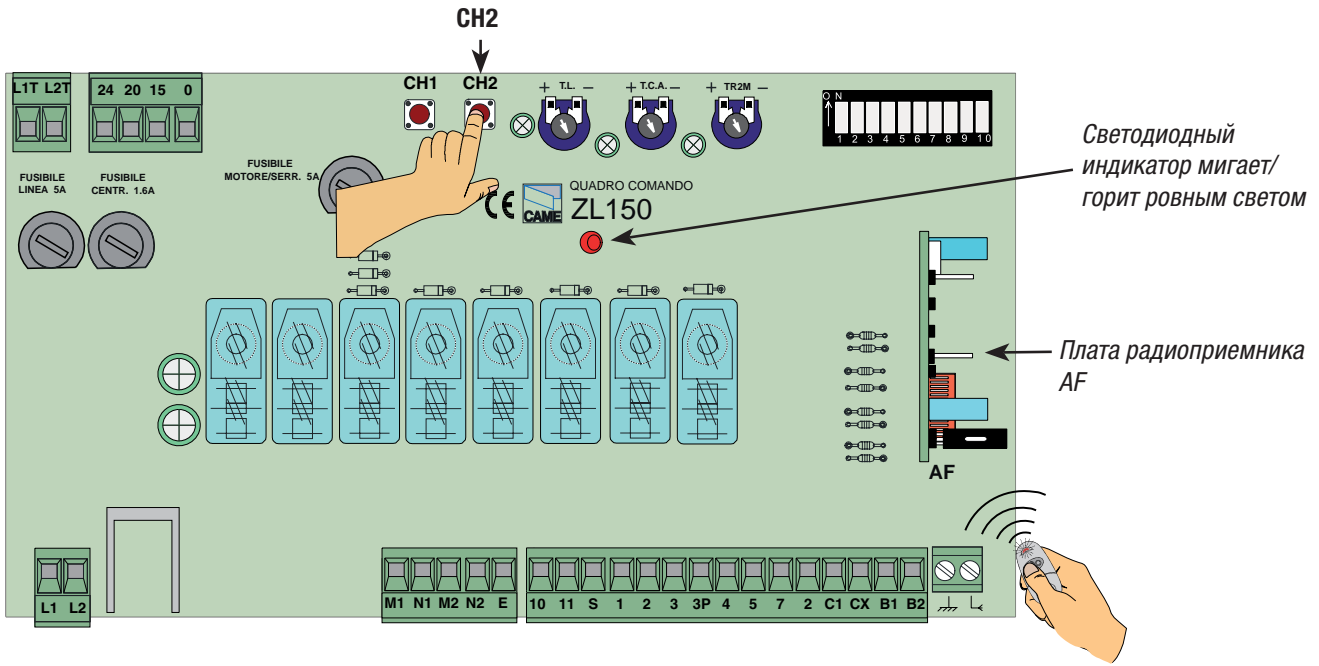 CH2
L1T L2T
24 20 15 0
CH1 CH2
+ T.L. –
+ T.C.A. –
+ TR2M –
O N
1 2 3 4 5 6 7 8 9 10
Светодиодный
индикатор мигает/
горит ровным светом
FUSIBILE
LINEA 5A
FUSIBILE
CENTR. 1.6A
FUSIBILE
MOTORE/SERR. 5A
CE
CAME
QUADRO COMANDO
ZL150
Плата радиоприемника
AF
AF
L1 L2
M1 N1 M2 N2 E
10 11 S 1 2 3 3P 4 5 7 2 C1 CX B1 B2